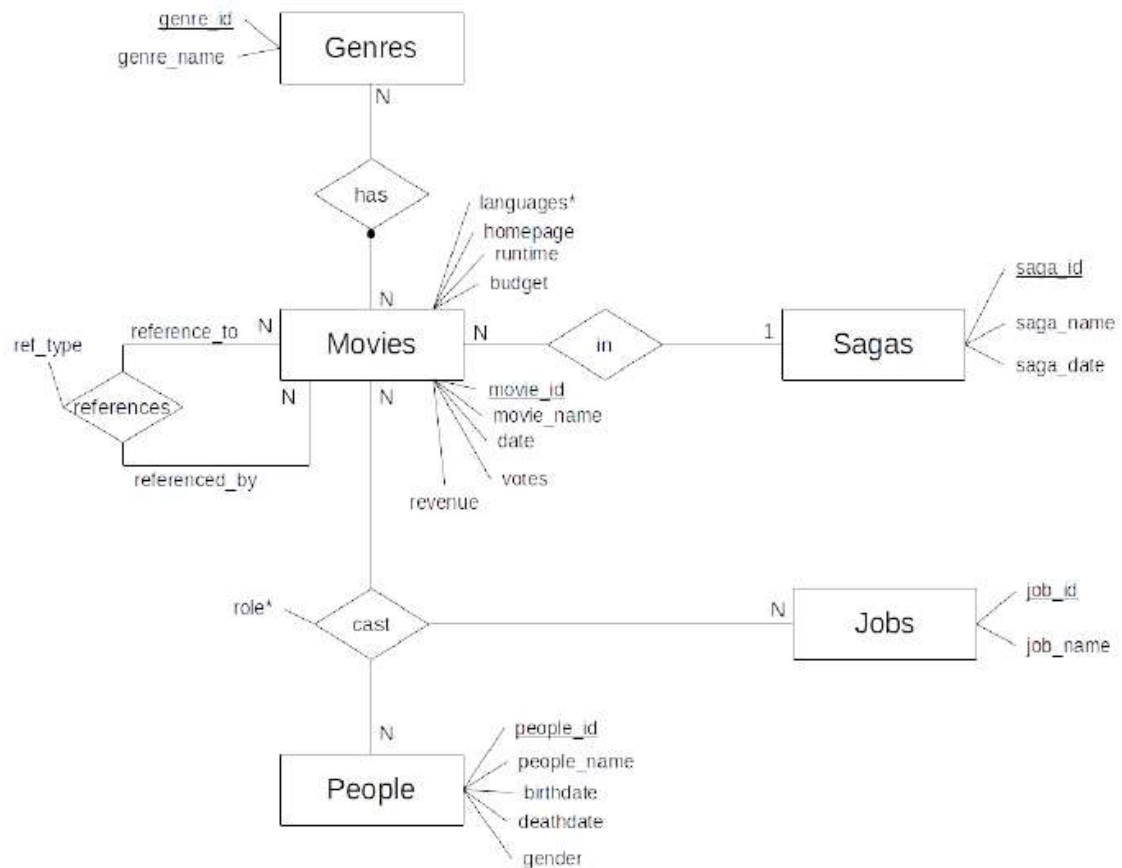 genre_id
genre_name
Genres
N
has
languages*
homepage
runtime
budget
N
saga_id
reference_to
N
Movies
N
in
1
Sagas
saga_name
ref_type
saga_date
references
N
N
movie_id
movie_name
date
referenced_by
votes
revenue
job_id
role*
cast
N
Jobs
job_name
N
people_id
people_name
People
birthdate
deathdate
gender